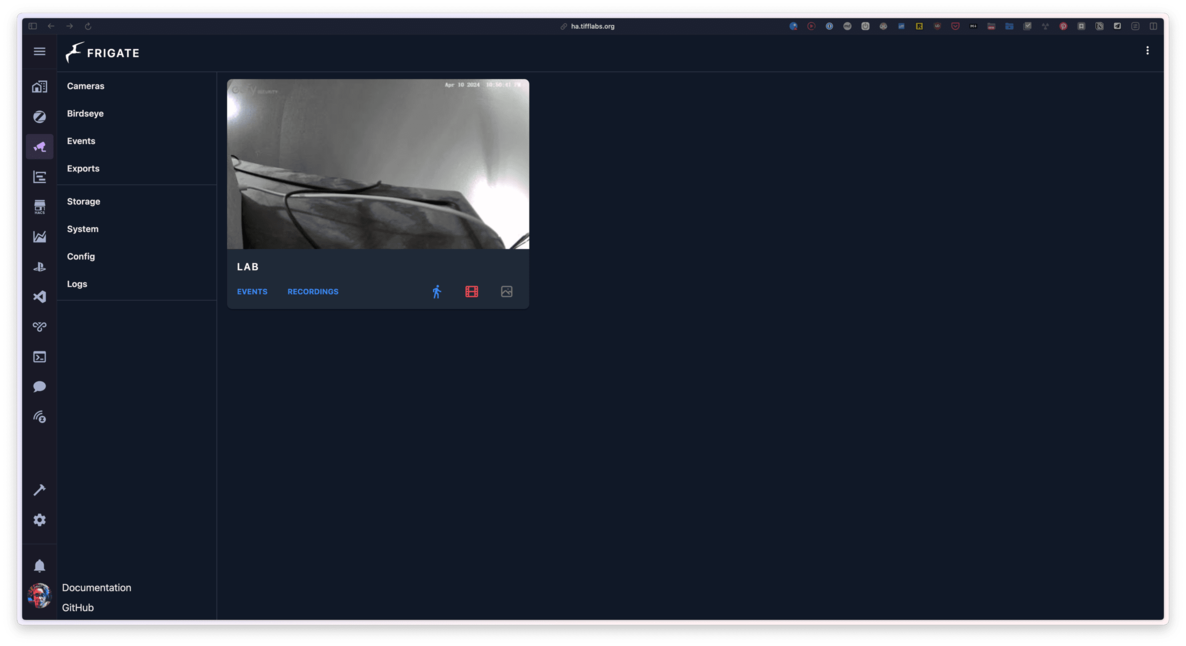 ha.tifflabs.org
FRIGATE
Cameras
Birdseye
Events
Exports
Storage
System
Config
Logs
Documentation
GitHub
Apr 10 2024
LAB
EVENTS
RECORDINGS
HACS